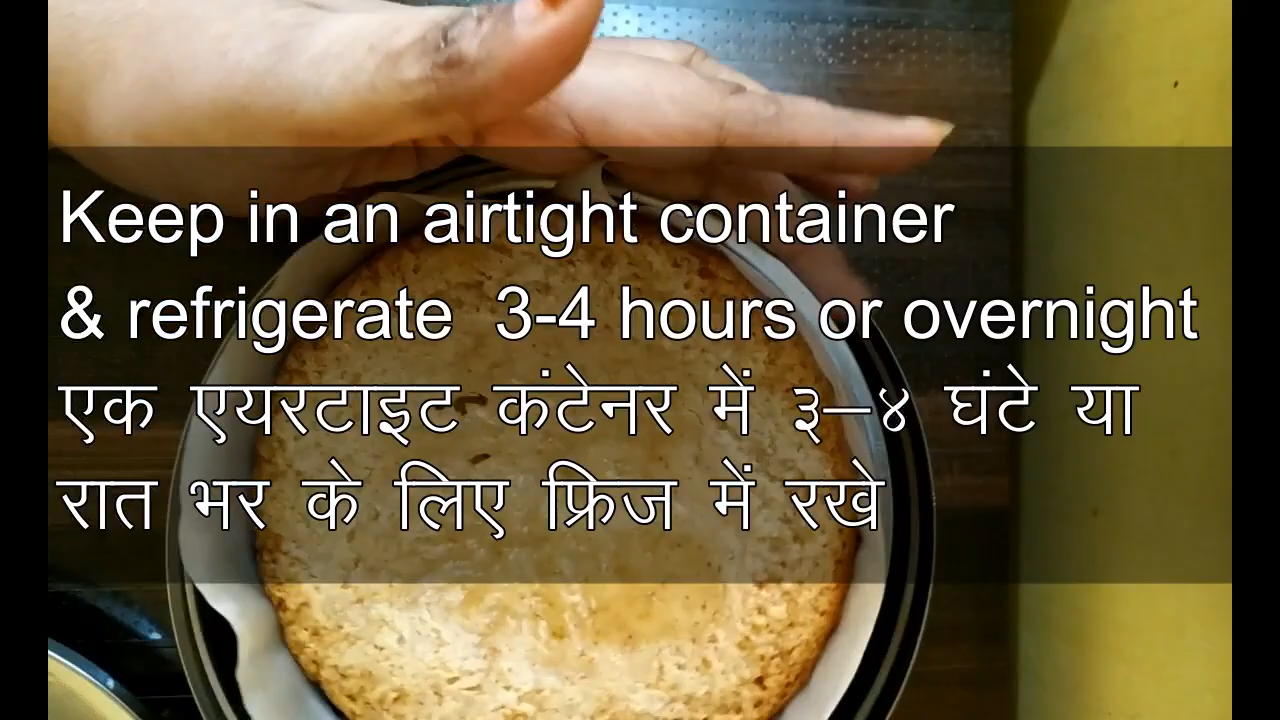 Keep in an airtight container
& refrigerate 3-4 hours or overnight
एक एयरटाइट कंटेनर में ३–४ घंटे या
रात भर के लिए फ्रिज में रखे